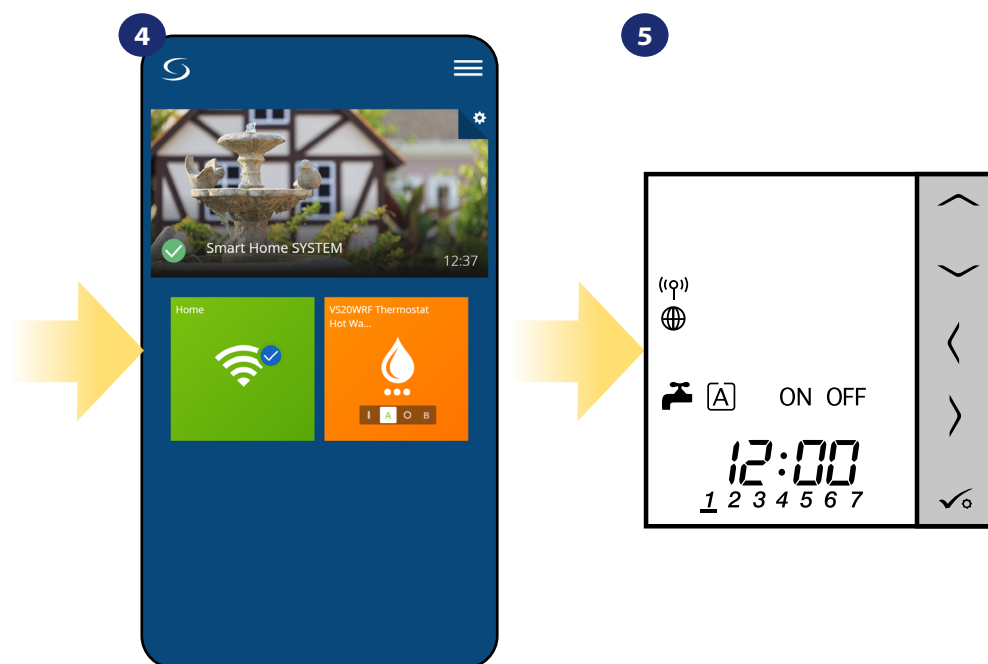 4
Smart Home SYSTEM
12:37
Home
VS20WRF Thermostat
Hot Wa...
I A O B
5
A ON OFF
12:00
1 2 3 4 5 6 7